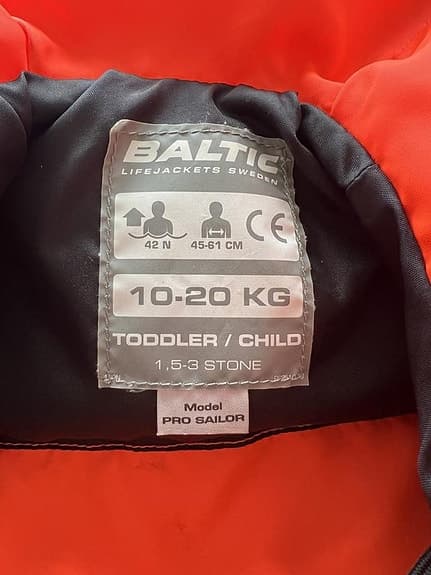 BALTIC
LIFEJACKETS SWEDEN
42 N 45-61 CM CE
10-20 KG
TODDLER / CHILD
1,5-3 STONE
Model
PRO SAILOR